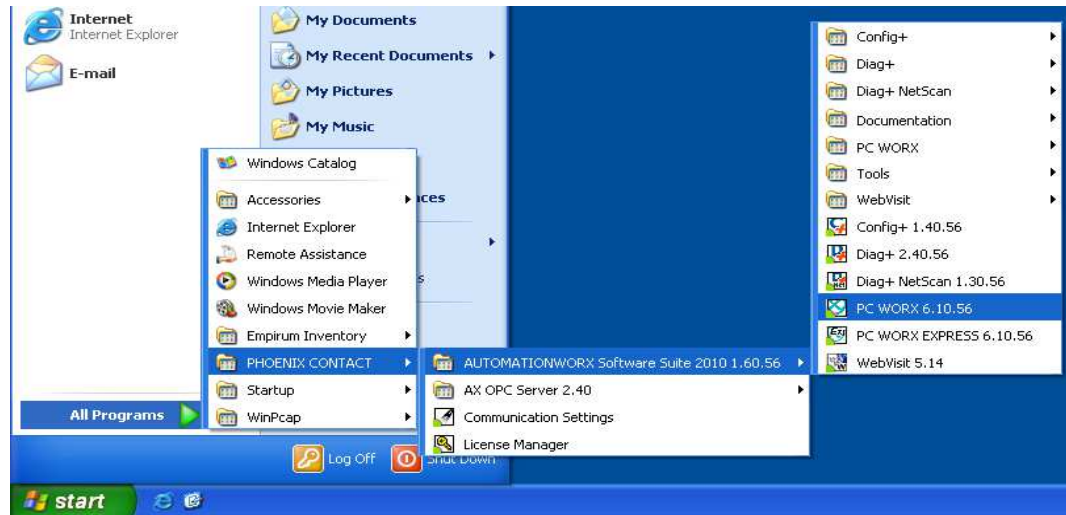 Internet
Internet Explorer
E-mail
My Documents
My Recent Documents
My Pictures
My Music
Windows Catalog
Accessories
Internet Explorer
Remote Assistance
Windows Media Player
Windows Movie Maker
Empirum Inventory
PHOENIX CONTACT
Startup
WinPcap
AUTOMATIONWORX Software Suite 2010 1.60.56
AX OPC Server 2.40
Communication Settings
License Manager
Config+
Diag+
Diag+ NetScan
Documentation
PC WORX
Tools
WebVisit
Config+ 1.40.56
Diag+ 2.40.56
Diag+ NetScan 1.30.56
PC WORX 6.10.56
PC WORX EXPRESS 6.10.56
WebVisit 5.14
All Programs
Log Off
Shut Down
start